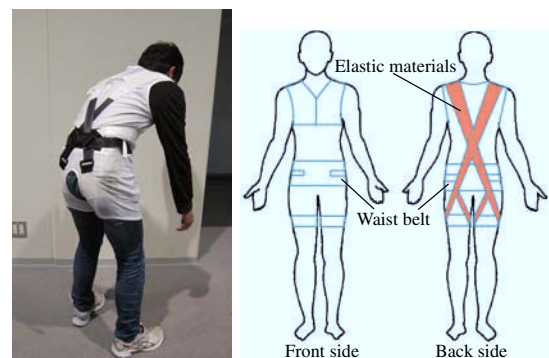 Elastic materials
Waist belt
Front side
Back side